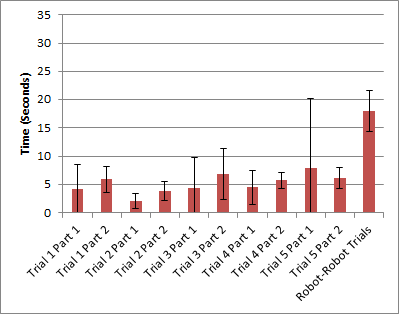 35
30
25
20
15
10
5
0
Time (Seconds)
Trial 1 Part 1
Trial 1 Part 2
Trial 2 Part 1
Trial 2 Part 2
Trial 3 Part 1
Trial 3 Part 2
Trial 4 Part 1
Trial 4 Part 2
Trial 5 Part 1
Trial 5 Part 2
Robot-Robot Trials